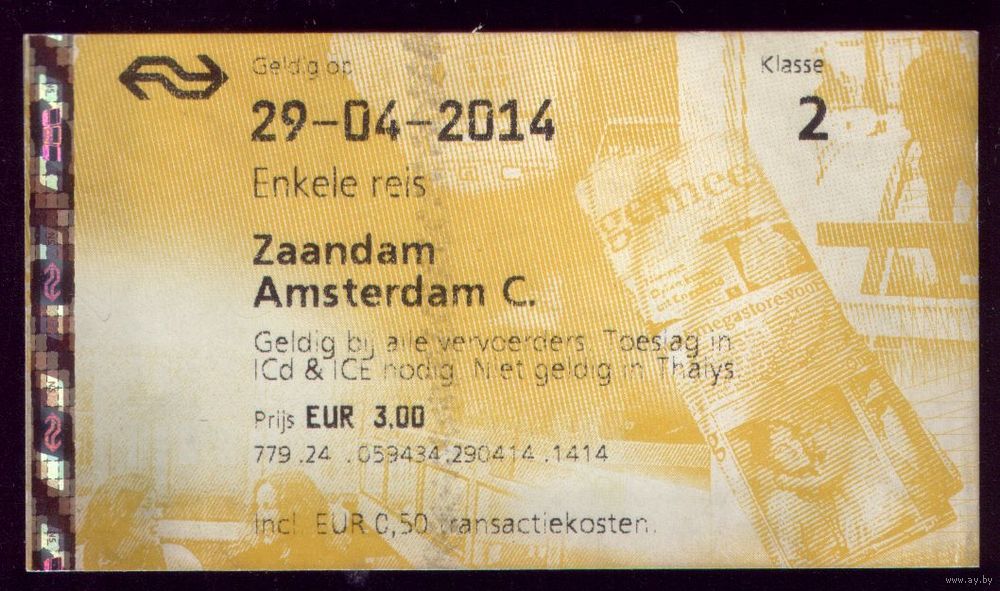 Geldig op
Klasse
29-04-2014
2
Enkele reis
Zaandam
Amsterdam C.
Geldig bij alle vervoerders. Toeslag in
ICd & ICE nodig. Niet geldig in Thalys.
Prijs EUR 3.00
779.24 .059434.290414.1414
incl. EUR 0,50 transactiekosten.
gemee
megastores
www.ay.by